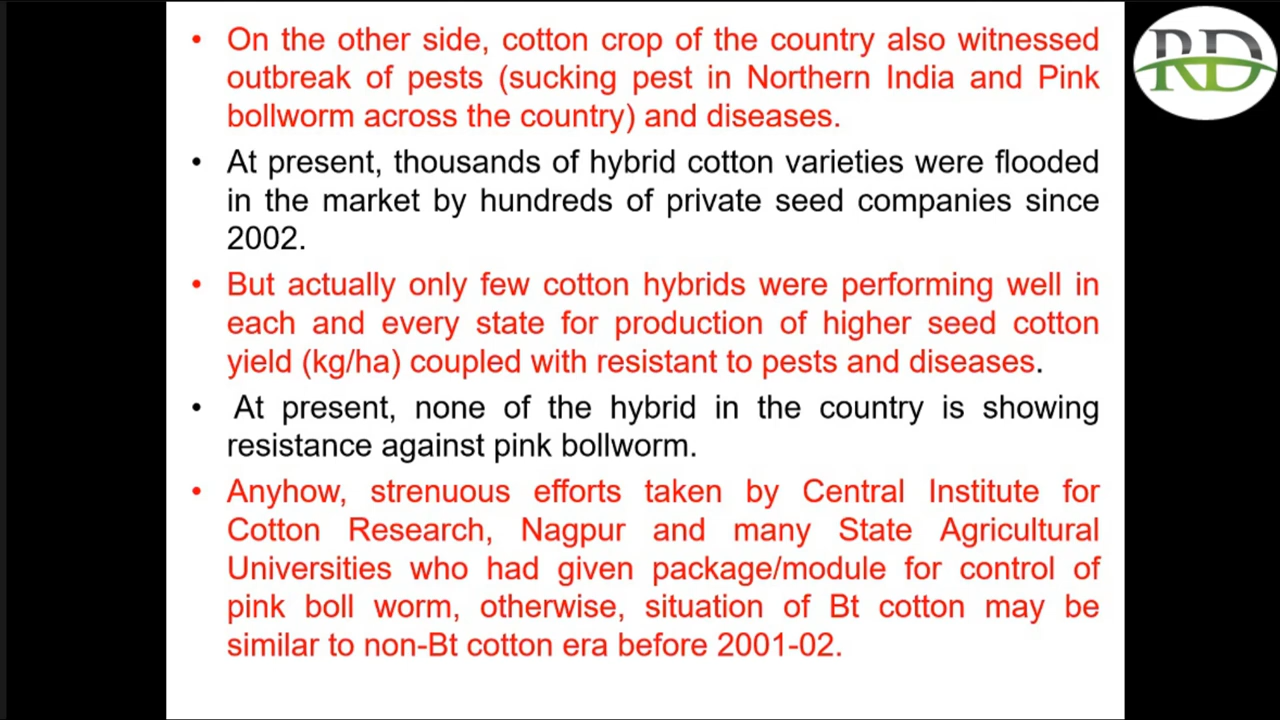 • On the other side, cotton crop of the country also witnessed
outbreak of pests (sucking pest in Northern India and Pink
bollworm across the country) and diseases.
• At present, thousands of hybrid cotton varieties were flooded
in the market by hundreds of private seed companies since
2002.
• But actually only few cotton hybrids were performing well in
each and every state for production of higher seed cotton
yield (kg/ha) coupled with resistant to pests and diseases.
• At present, none of the hybrid in the country is showing
resistance against pink bollworm.
• Anyhow, strenuous efforts taken by Central Institute for
Cotton Research, Nagpur and many State Agricultural
Universities who had given package/module for control of
pink boll worm, otherwise, situation of Bt cotton may be
similar to non-Bt cotton era before 2001-02.
RD